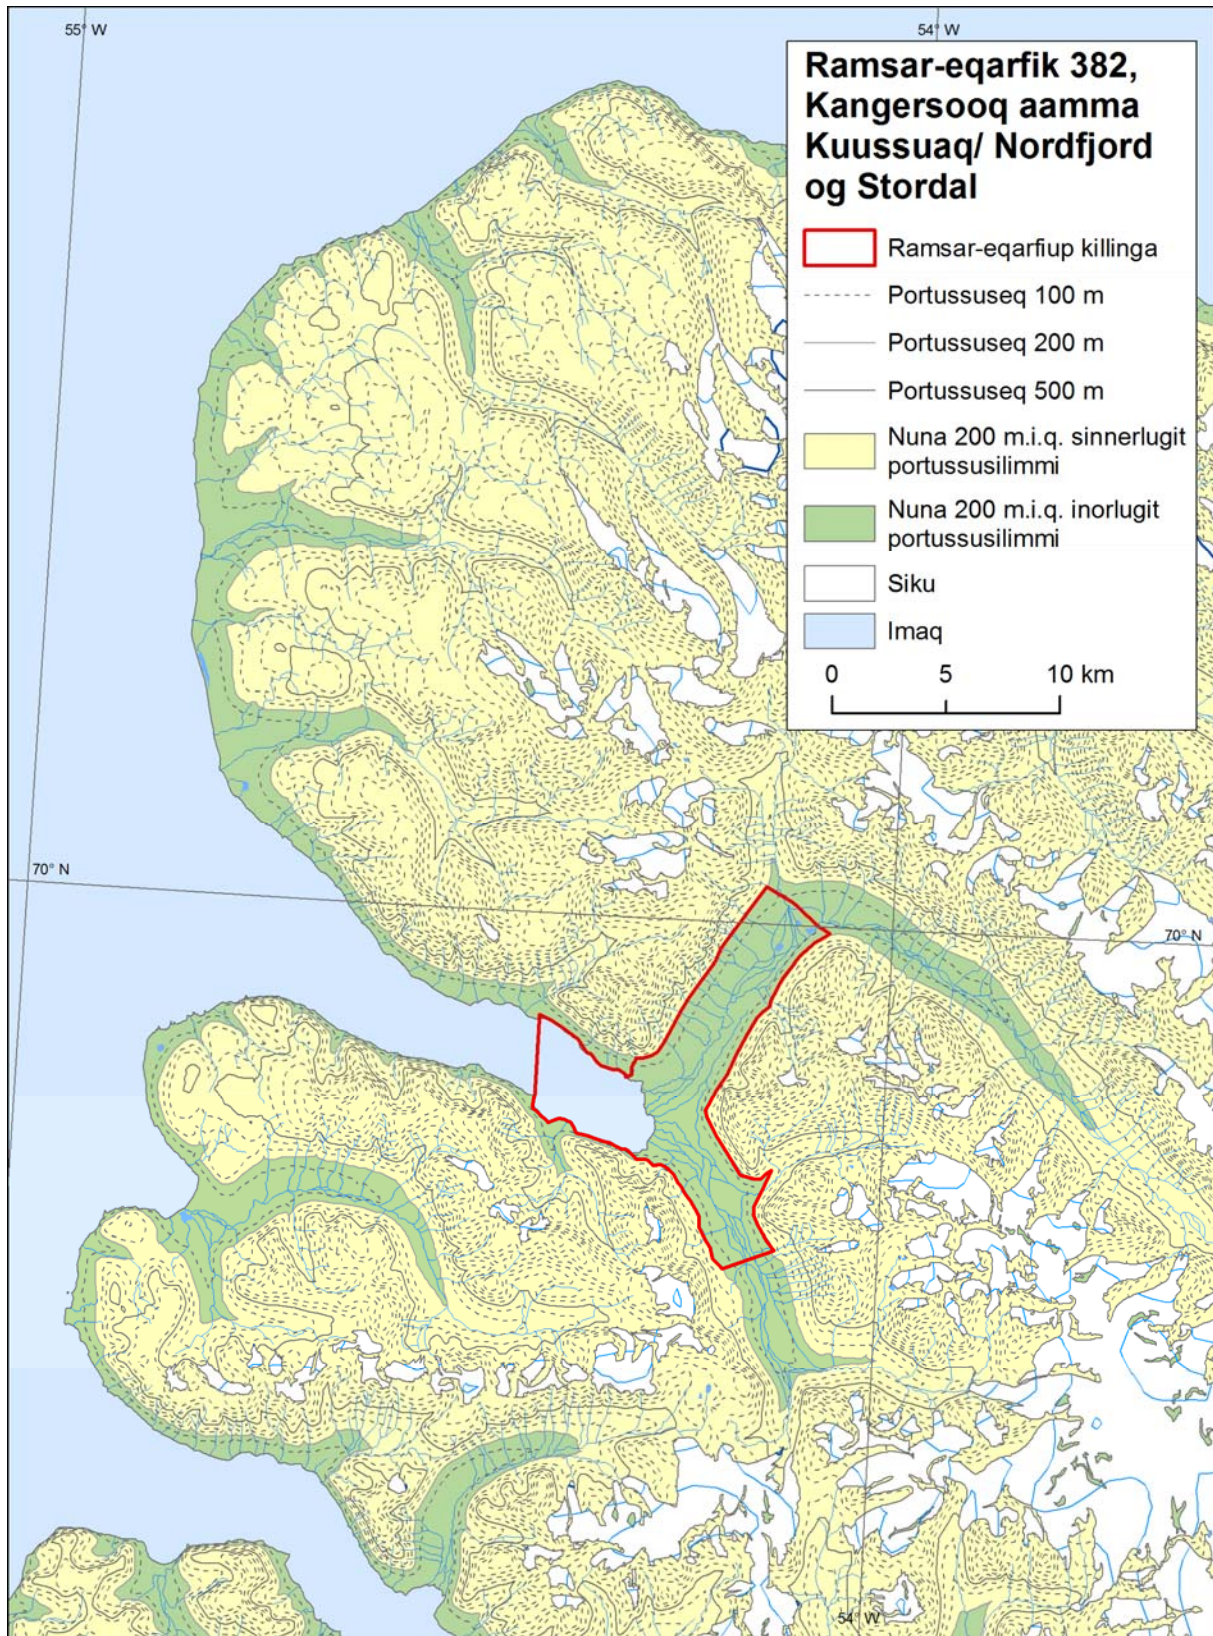 55° W
54° W
Ramsar-eqarfik 382,
Kangersooq aamma
Kuussuaq/ Nordfjord
og Stordal
Ramsar-eqarfiup killinga
Portussuseq 100 m
Portussuseq 200 m
Portussuseq 500 m
Nuna 200 m.i.q. sinnerlugit
portussusilimmi
Nuna 200 m.i.q. inorlugit
portussusilimmi
Siku
Imaq
0 5 10 km
70° N
70° N
54° W